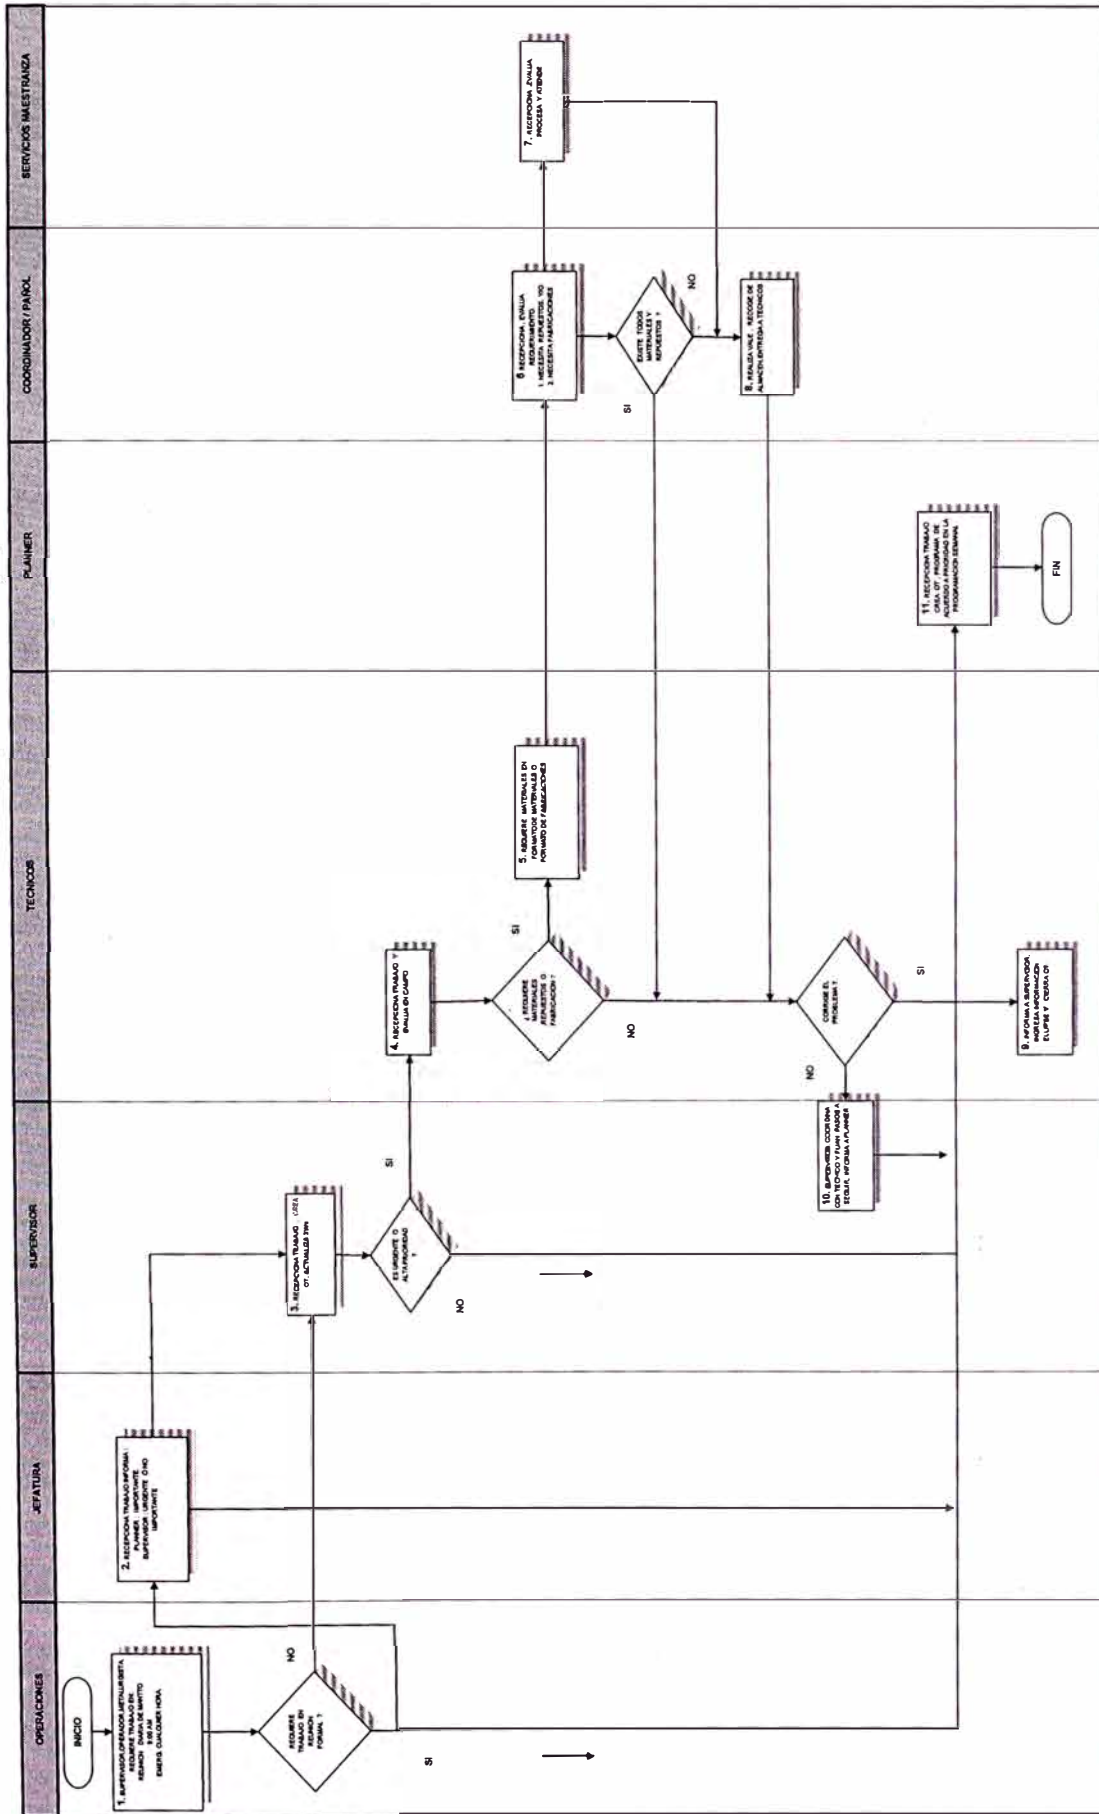 OPERACIONES
JEFATURA
SUPERVISOR
TECNICOS
PLANNER
COORDINADOR / PAÑOL
SERVICIOS MAESTRANZA
INICIO
1. SUPERVISOR,OPERADOR,METALURGISTA
REQUIERE TRABAJO EN
REUNION DIARIA DE MANTTO
9:00 AM
EMERG. CUALQUIER HORA
REQUIERE
TRABAJO EN
REUNION
FORMAL ?
NO
SI
2. RECEPCIONA TRABAJO INFORMA :
PLANNER : IMPORTANTE
SUPERVISOR : URGENTE O NO
IMPORTANTE
3. RECEPCIONA TRABAJO , CREA
OT, ACTUALIZA
ES URGENTE O
ALTA PRIORIDAD
?
SI
NO
4. RECEPCIONA TRABAJO Y
EVALUA EN CAMPO
¿ REQUIERE
MATERIALES
REPUESTOS O
FABRICACION ?
SI
NO
5. REQUIERE MATERIALES EN
FORMATO DE MATERIALES O
FORMATO DE FABRICACIONES
6 RECEPCIONA , EVALUA
REQUERIMIENTO.
1. NECESITA REPUESTOS, Y/O
2. NECESITA FABRICACIONES
7. RECEPCIONA ,EVALUA
PROCESA Y ATIENDE
EXISTE TODOS
MATERIALES Y
REPUESTOS ?
SI
NO
8. REALIZA VALE , RECOGE DE
ALMACEN, ENTREGA A TECNICOS
CORRIGE EL
PROBLEMA ?
SI
NO
9. INFORMA A SUPERVISOR,
INGRESA INFORMACION
ELLIPSE Y CIERRA OT
10. SUPERVISOR COORDINA
CON TECNICO Y PLAN PASOS A
SEGUIR, INFORMA A PLANNER
11. RECEPCIONA TRABAJO
CREA OT , PROGRAMA DE
ACUERDO A PRIORIDAD EN LA
PROGRAMACION SEMANAL
FIN